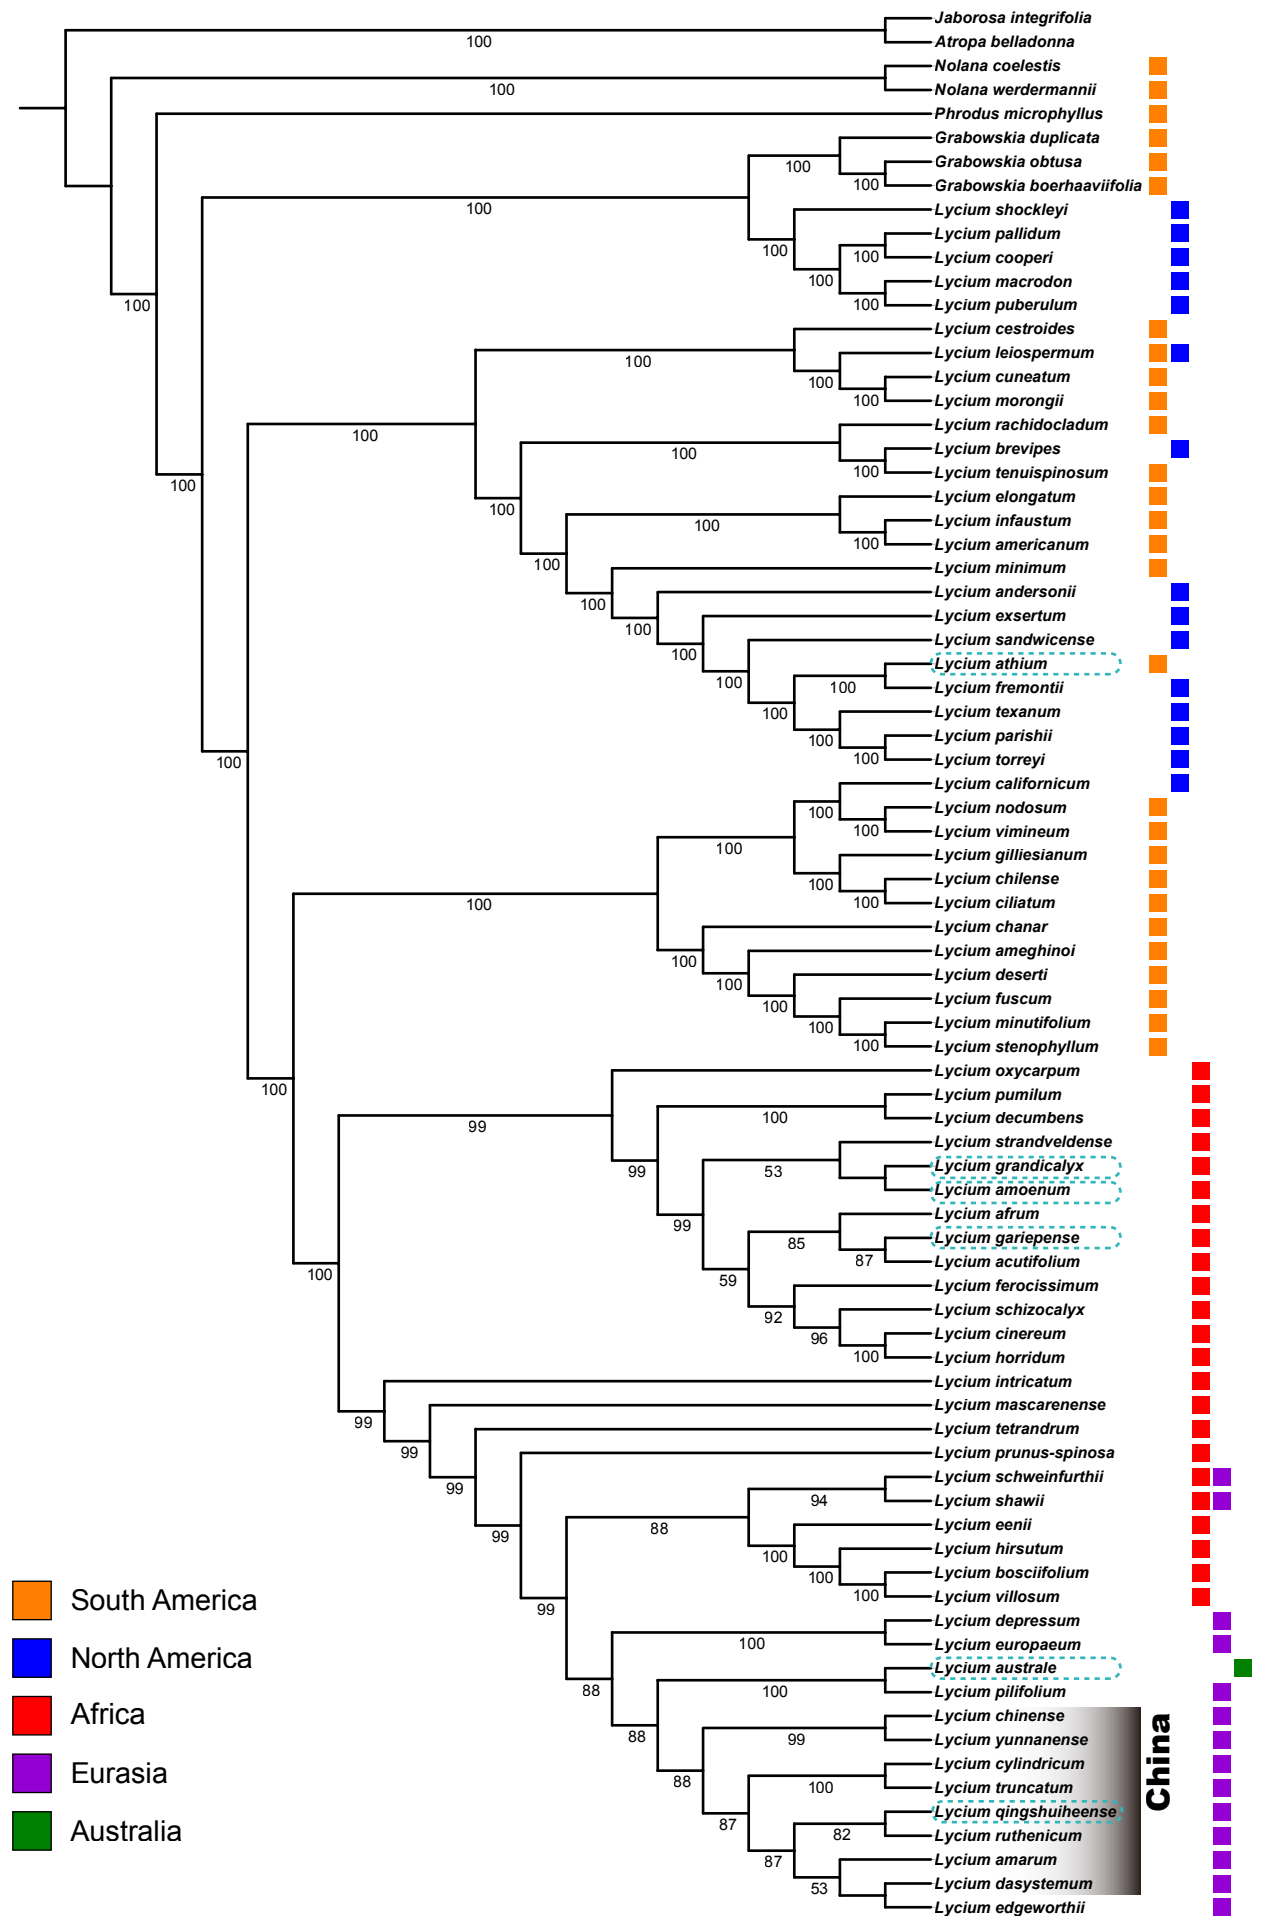 Jaborosa integrifolia
100
Atropa belladonna
Nolana coelestis
100
Nolana werdermannii
Phrodus microphyllus
Grabowskia duplicata
100
Grabowskia obtusa
100
Grabowskia boerhaaviifolia
100
Lycium shockleyi
Lycium pallidum
100
100
Lycium cooperi
100
Lycium macrodon
100
100
Lycium puberulum
Lycium cestroides
Lycium leiospermum
100
Lycium cuneatum
100
100
Lycium morongii
Lycium rachidocladum
100
Lycium brevipes
100
100
Lycium tenuispinosum
100
Lycium elongatum
100
Lycium infaustum
100
Lycium americanum
100
100
Lycium minimum
Lycium andersonii
100
Lycium exsertum
100
Lycium sandwicense
100
Lycium athium
100
100
Lycium fremontii
Lycium texanum
100
Lycium parishii
100
100
Lycium torreyi
100
Lycium californicum
Lycium nodosum
100
Lycium vimineum
100
100
Lycium gilliesianum
Lycium chilense
100
Lycium ciliatum
100
100
Lycium chanar
Lycium ameghinoi
100
Lycium deserti
100
Lycium fuscum
100
Lycium minutifolium
100
Lycium stenophyllum
100
Lycium oxycarpum
100
Lycium pumilum
Lycium decumbens
100
99
Lycium strandveldense
Lycium grandicalyx
99
53
Lycium amoenum
Lycium afrum
99
Lycium gariepense
85
Lycium acutifolium
87
100
59
Lycium ferocissimum
Lycium schizocalyx
92
Lycium cinereum
96
Lycium horridum
100
Lycium intricatum
Lycium mascarenense
99
Lycium tetrandrum
99
Lycium prunus-spinosa
Lycium schweinfurthii
99
Lycium shawii
94
Lycium eenii
88
99
Lycium hirsutum
100
Lycium bosciifolium
100
Lycium villosum
100
99
Lycium depressum
Lycium europaeum
100
Lycium australe
Lycium pilifolium
88
100
Lycium chinense
Lycium yunnanense
88
99
Lycium cylindricum
88
Lycium truncatum
100
Lycium qingshuiheense
87
Lycium ruthenicum
82
Lycium amarum
87
Lycium dasystemum
53
Lycium edgeworthii
China
South America
North America
Africa
Eurasia
Australia